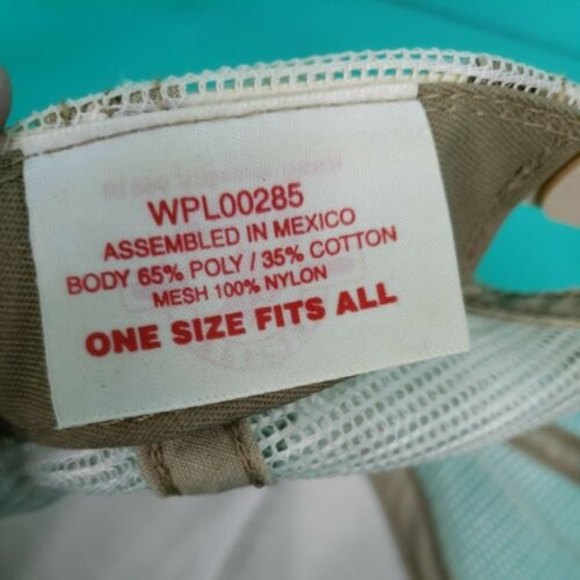 WPL00285
ASSEMBLED IN MEXICO
BODY 65% POLY / 35% COTTON
MESH 100% NYLON
ONE SIZE FITS ALL